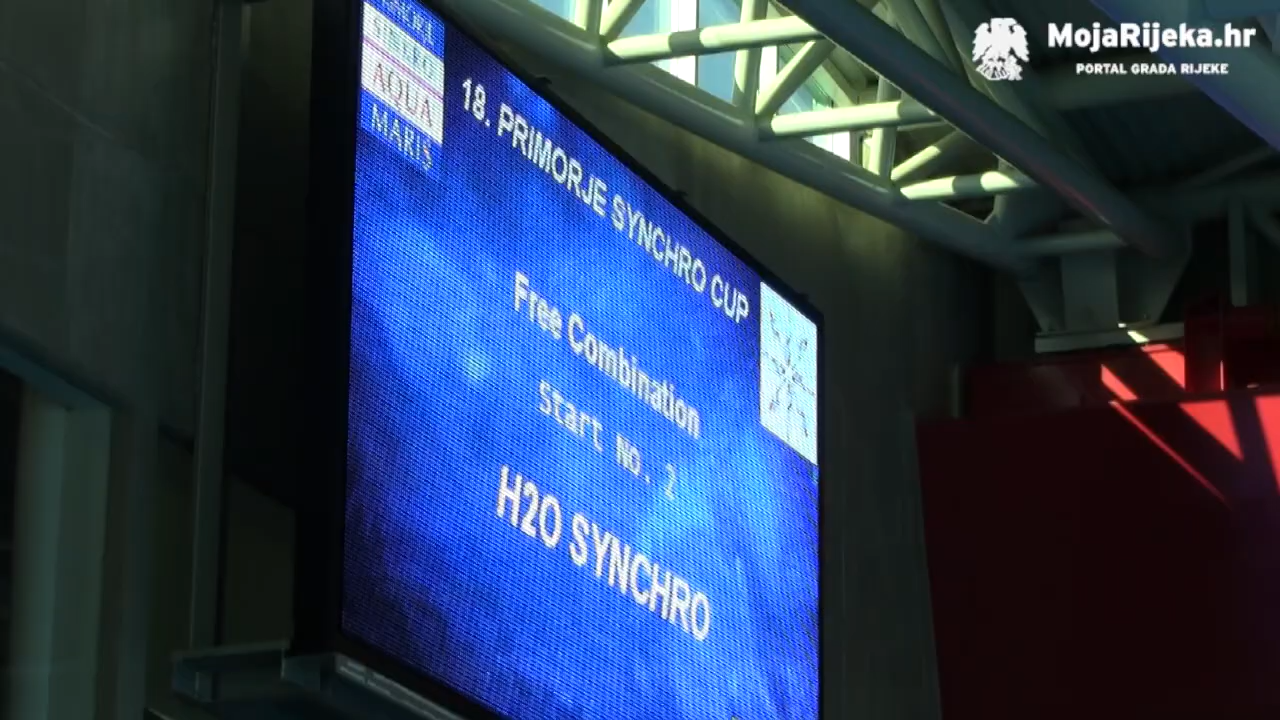 MojaRijeka.hr
PORTAL GRADA RIJEKE
AQUA
MARIS
18. PRIMORJE SYNCHRO CUP
Free Combination
Start no. 2
H2O SYNCHRO